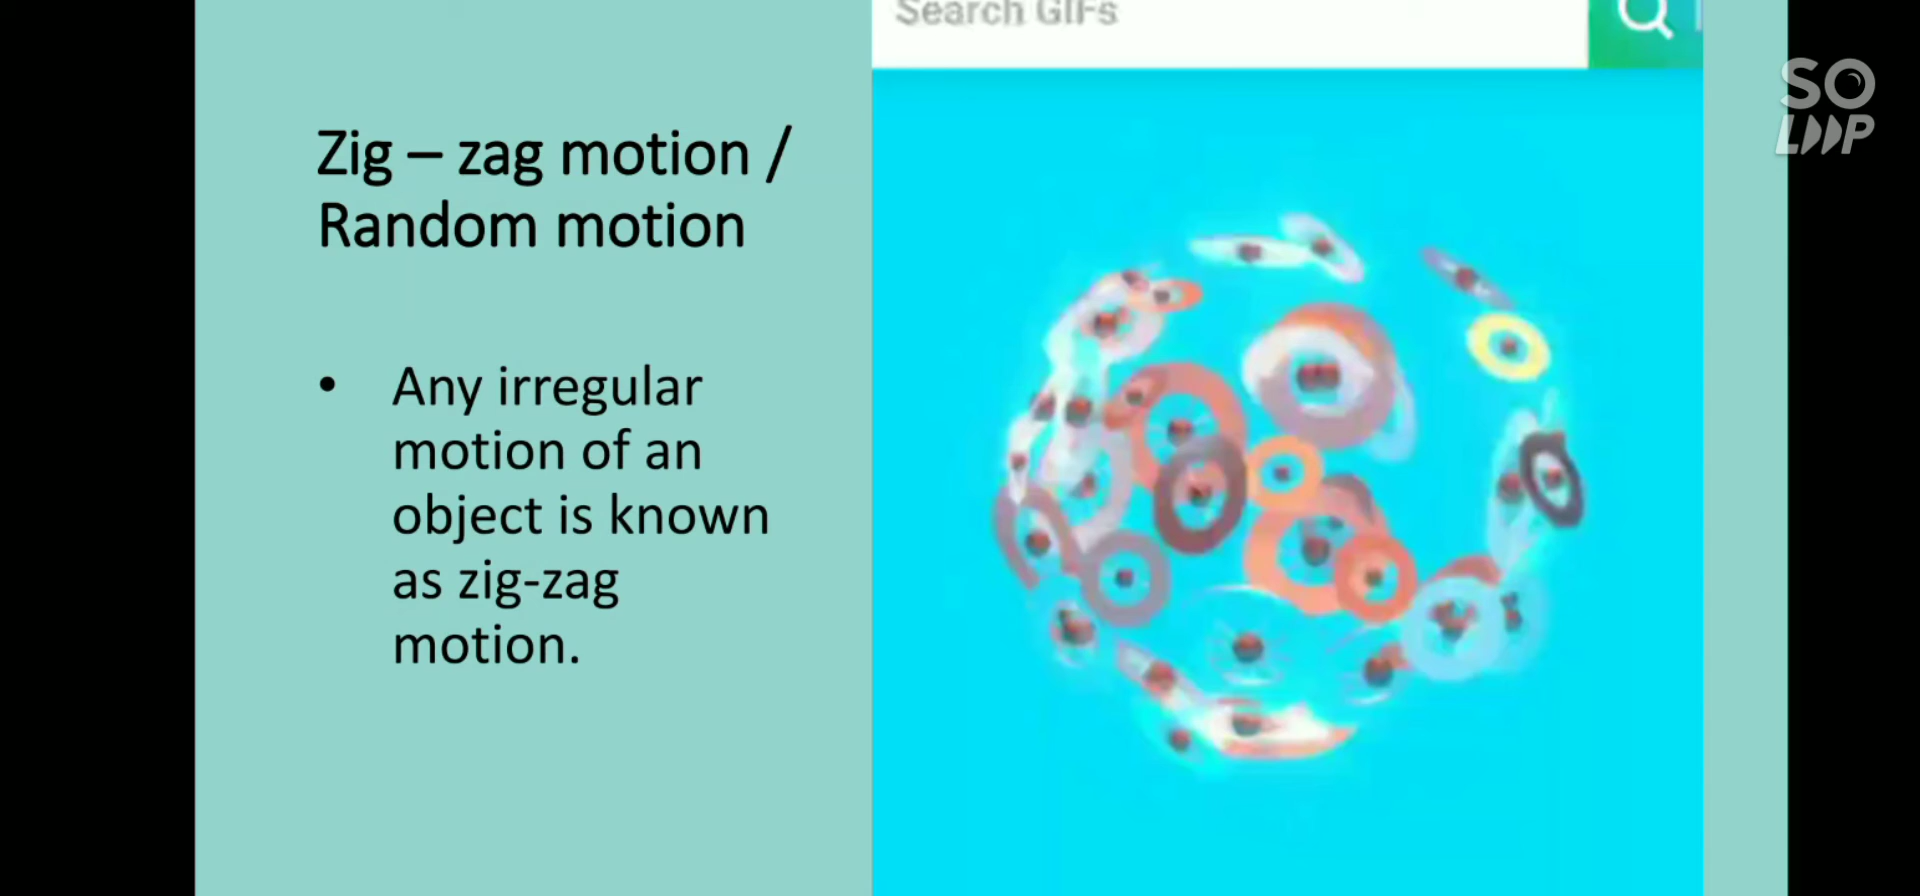 Search GIFs
Zig – zag motion /
Random motion
• Any irregular
motion of an
object is known
as zig-zag
motion.
SO
LOOP